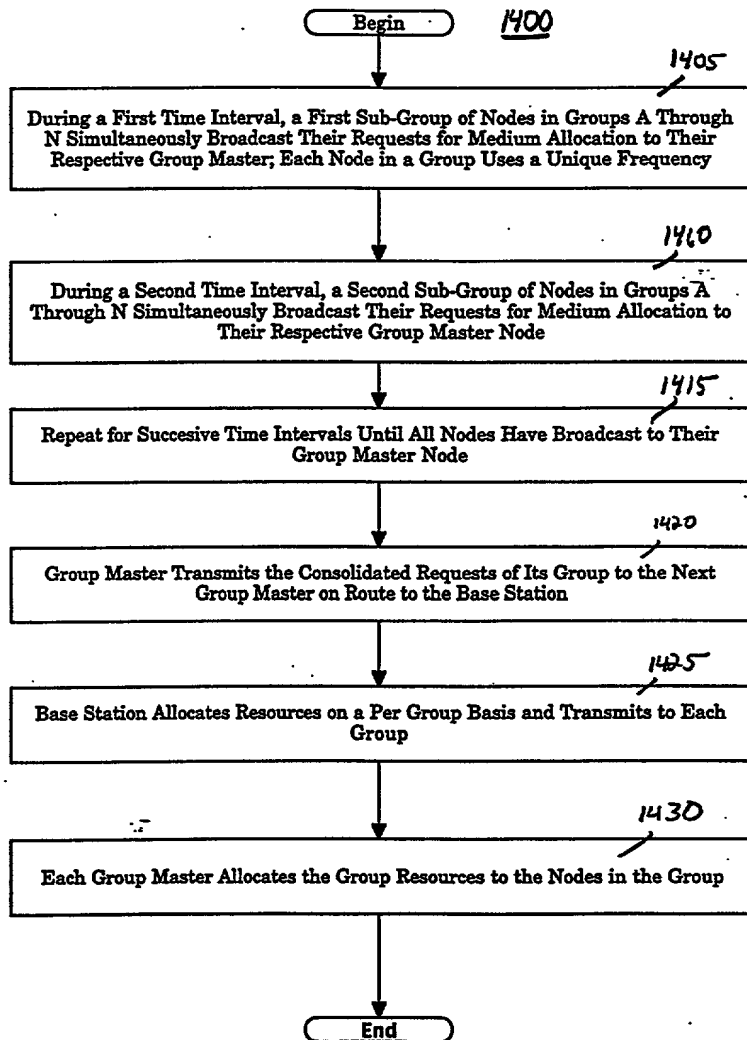 Begin
1400
1405
During a First Time Interval, a First Sub-Group of Nodes in Groups A Through
N Simultaneously Broadcast Their Requests for Medium Allocation to Their
Respective Group Master; Each Node in a Group Uses a Unique Frequency
1410
During a Second Time Interval, a Second Sub-Group of Nodes in Groups A
Through N Simultaneously Broadcast Their Requests for Medium Allocation to
Their Respective Group Master Node
1415
Repeat for Succesive Time Intervals Until All Nodes Have Broadcast to Their
Group Master Node
1420
Group Master Transmits the Consolidated Requests of Its Group to the Next
Group Master on Route to the Base Station
1425
Base Station Allocates Resources on a Per Group Basis and Transmits to Each
Group
1430
Each Group Master Allocates the Group Resources to the Nodes in the Group
End